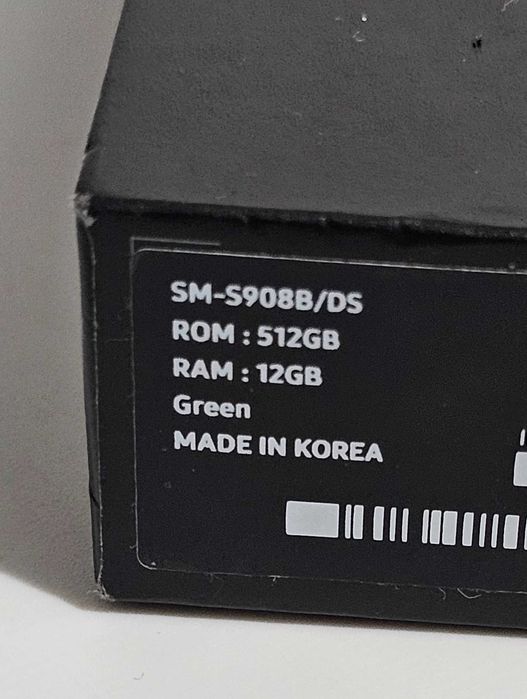 SM-S908B/DS
ROM : 512GB
RAM : 12GB
Green
MADE IN KOREA